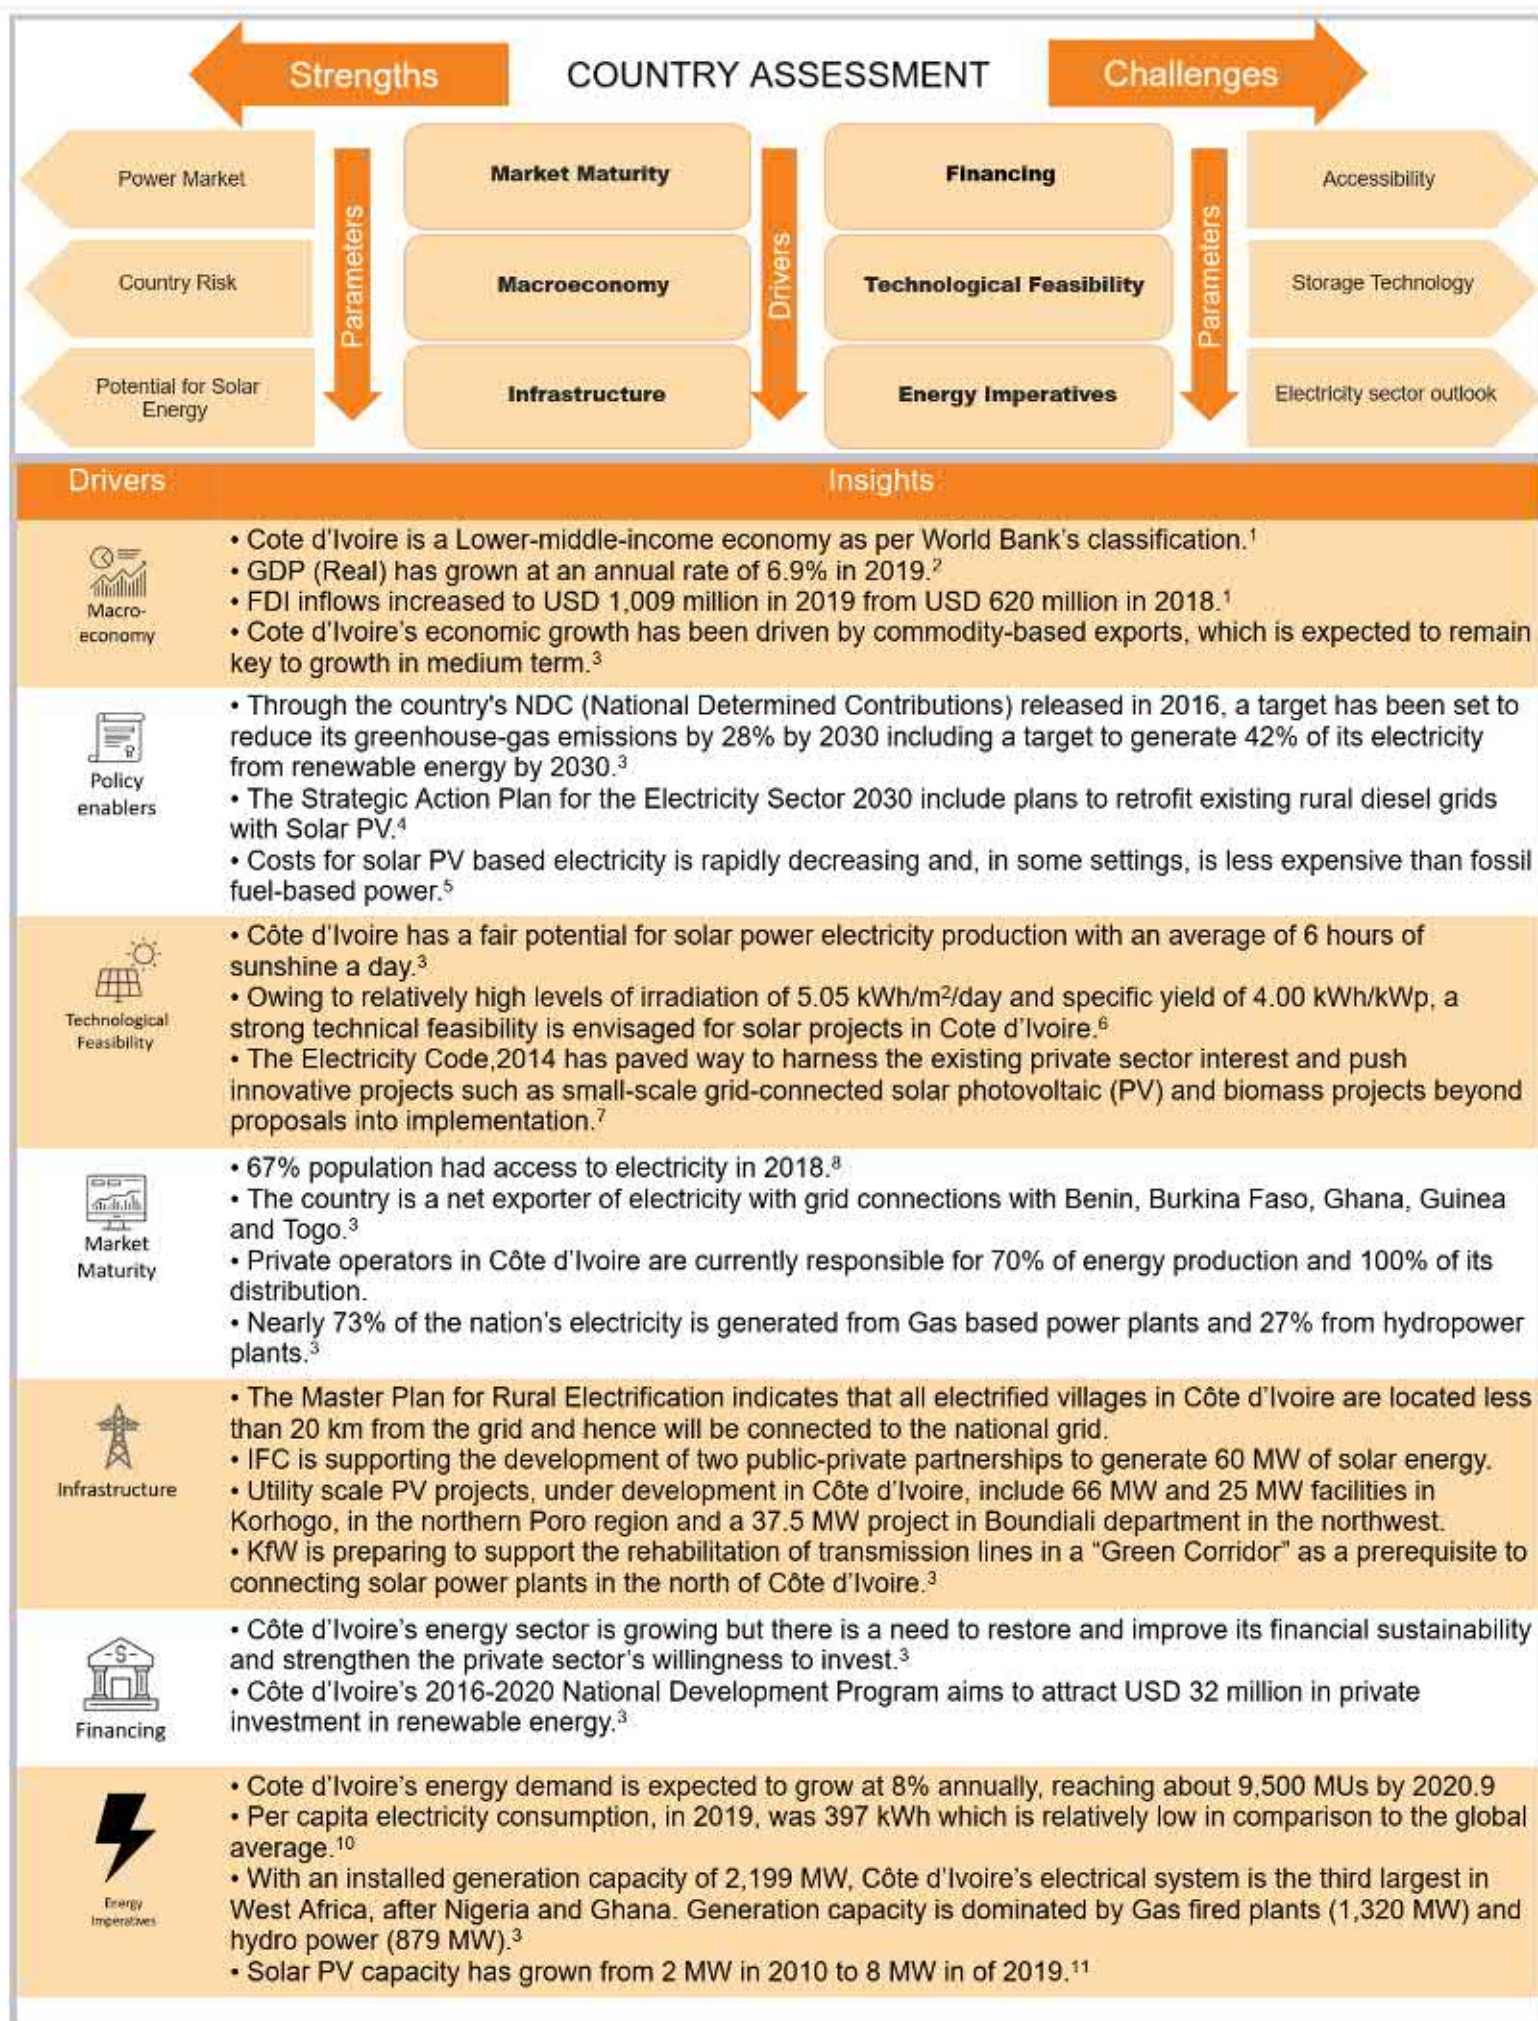 Strengths
COUNTRY ASSESSMENT
Challenges
Power Market
Market Maturity
Financing
Accessibility
Parameters
Drivers
Parameters
Country Risk
Macroeconomy
Technological Feasibility
Storage Technology
Potential for Solar
Energy
Infrastructure
Energy Imperatives
Electricity sector outlook
Drivers
Insights
Macro-
economy
• Cote d'Ivoire is a Lower-middle-income economy as per World Bank's classification.¹
• GDP (Real) has grown at an annual rate of 6.9% in 2019.²
• FDI inflows increased to USD 1,009 million in 2019 from USD 620 million in 2018.¹
• Cote d'Ivoire's economic growth has been driven by commodity-based exports, which is expected to remain
key to growth in medium term.³
Policy
enablers
• Through the country's NDC (National Determined Contributions) released in 2016, a target has been set to
reduce its greenhouse-gas emissions by 28% by 2030 including a target to generate 42% of its electricity
from renewable energy by 2030.³
• The Strategic Action Plan for the Electricity Sector 2030 include plans to retrofit existing rural diesel grids
with Solar PV.⁴
• Costs for solar PV based electricity is rapidly decreasing and, in some settings, is less expensive than fossil
fuel-based power.⁵
Technological
Feasibility
• Côte d'Ivoire has a fair potential for solar power electricity production with an average of 6 hours of
sunshine a day.³
• Owing to relatively high levels of irradiation of 5.05 kWh/m²/day and specific yield of 4.00 kWh/kWp, a
strong technical feasibility is envisaged for solar projects in Cote d'Ivoire.⁶
• The Electricity Code,2014 has paved way to harness the existing private sector interest and push
innovative projects such as small-scale grid-connected solar photovoltaic (PV) and biomass projects beyond
proposals into implementation.⁷
Market
Maturity
• 67% population had access to electricity in 2018.⁸
• The country is a net exporter of electricity with grid connections with Benin, Burkina Faso, Ghana, Guinea
and Togo.³
• Private operators in Côte d'Ivoire are currently responsible for 70% of energy production and 100% of its
distribution.
• Nearly 73% of the nation's electricity is generated from Gas based power plants and 27% from hydropower
plants.³
Infrastructure
• The Master Plan for Rural Electrification indicates that all electrified villages in Côte d'Ivoire are located less
than 20 km from the grid and hence will be connected to the national grid.
• IFC is supporting the development of two public-private partnerships to generate 60 MW of solar energy.
• Utility scale PV projects, under development in Côte d'Ivoire, include 66 MW and 25 MW facilities in
Korhogo, in the northern Poro region and a 37.5 MW project in Boundiali department in the northwest.
• KfW is preparing to support the rehabilitation of transmission lines in a "Green Corridor" as a prerequisite to
connecting solar power plants in the north of Côte d'Ivoire.³
-$-
Financing
• Côte d'Ivoire's energy sector is growing but there is a need to restore and improve its financial sustainability
and strengthen the private sector's willingness to invest.³
• Côte d'Ivoire's 2016-2020 National Development Program aims to attract USD 32 million in private
investment in renewable energy.³
Energy
Imperatives
• Cote d'Ivoire's energy demand is expected to grow at 8% annually, reaching about 9,500 MUs by 2020.9
• Per capita electricity consumption, in 2019, was 397 kWh which is relatively low in comparison to the global
average.¹⁰
• With an installed generation capacity of 2,199 MW, Côte d'Ivoire's electrical system is the third largest in
West Africa, after Nigeria and Ghana. Generation capacity is dominated by Gas fired plants (1,320 MW) and
hydro power (879 MW).³
• Solar PV capacity has grown from 2 MW in 2010 to 8 MW in of 2019.¹¹